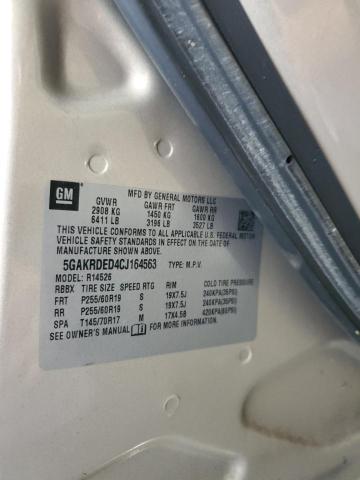 GM
MFD BY GENERAL MOTORS LLC
GVWR GAWR FRT GAWR RR
2908 KG 1450 KG 1600 KG
6411 LB 3196 LB 3527 LB
THIS VEHICLE CONFORMS TO ALL APPLICABLE U.S. FEDERAL
MOTOR VEHICLE SAFETY STANDARDS IN EFFECT ON THE DATE OF
MANUFACTURE SHOWN ABOVE.
5GAKRDED4CJ164563 TYPE: M.P.V.
MODEL: R14526
RBBX TIRE SIZE SPEED RTG RIM COLD TIRE PRESSURE
FRT P255/60R19 S 19X7.5J 240KPA(35PSI)
RR P255/60R19 S 19X7.5J 240KPA(35PSI)
SPA T145/70R17 M 17X4.5B 420KPA(60PSI)
SEE OWNER'S MANUAL FOR ADDITIONAL INFORMATION.